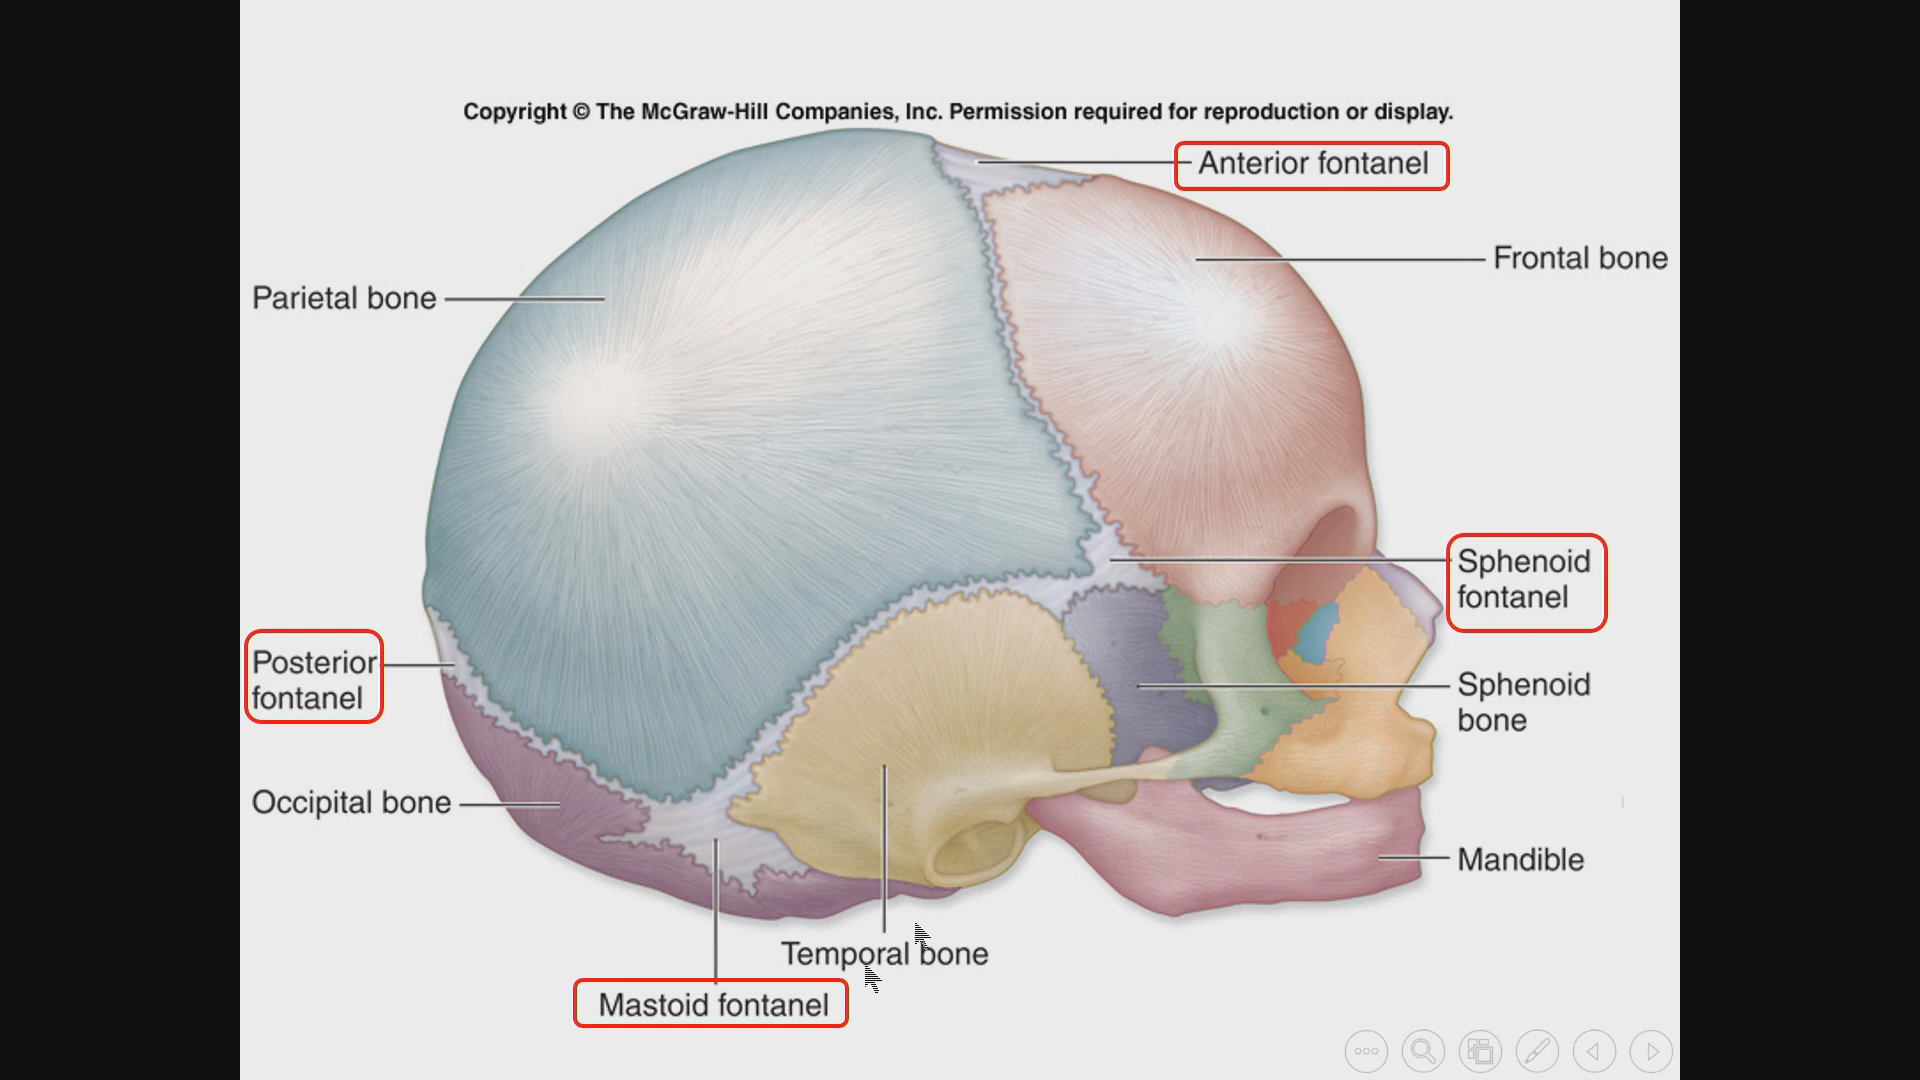 Copyright © The McGraw-Hill Companies, Inc. Permission required for reproduction or display.
Anterior fontanel
Frontal bone
Parietal bone
Sphenoid
fontanel
Posterior
fontanel
Sphenoid
bone
Occipital bone
Mandible
Temporal bone
Mastoid fontanel